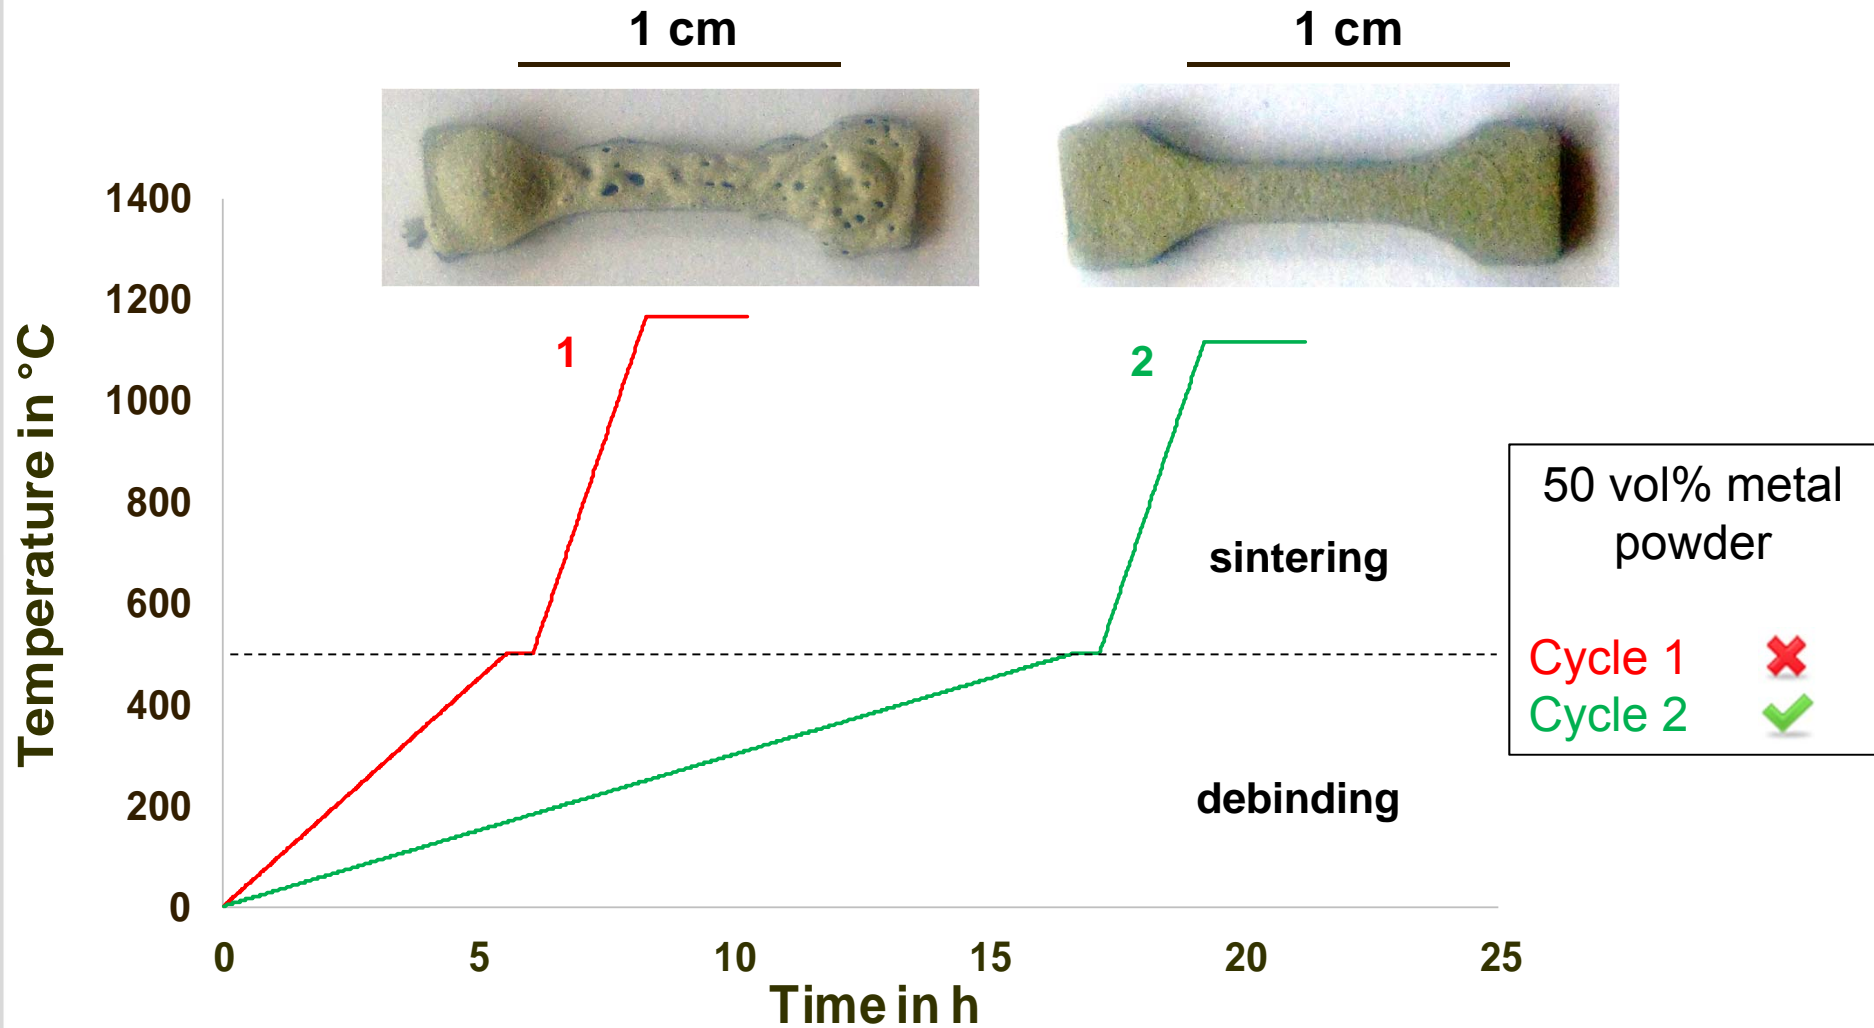 1 cm
1 cm
1400
1200
1000
800
600
400
200
0
Temperature in °C
1
2
sintering
debinding
50 vol% metal
powder
Cycle 1
Cycle 2
0
5
10
15
20
25
Time in h